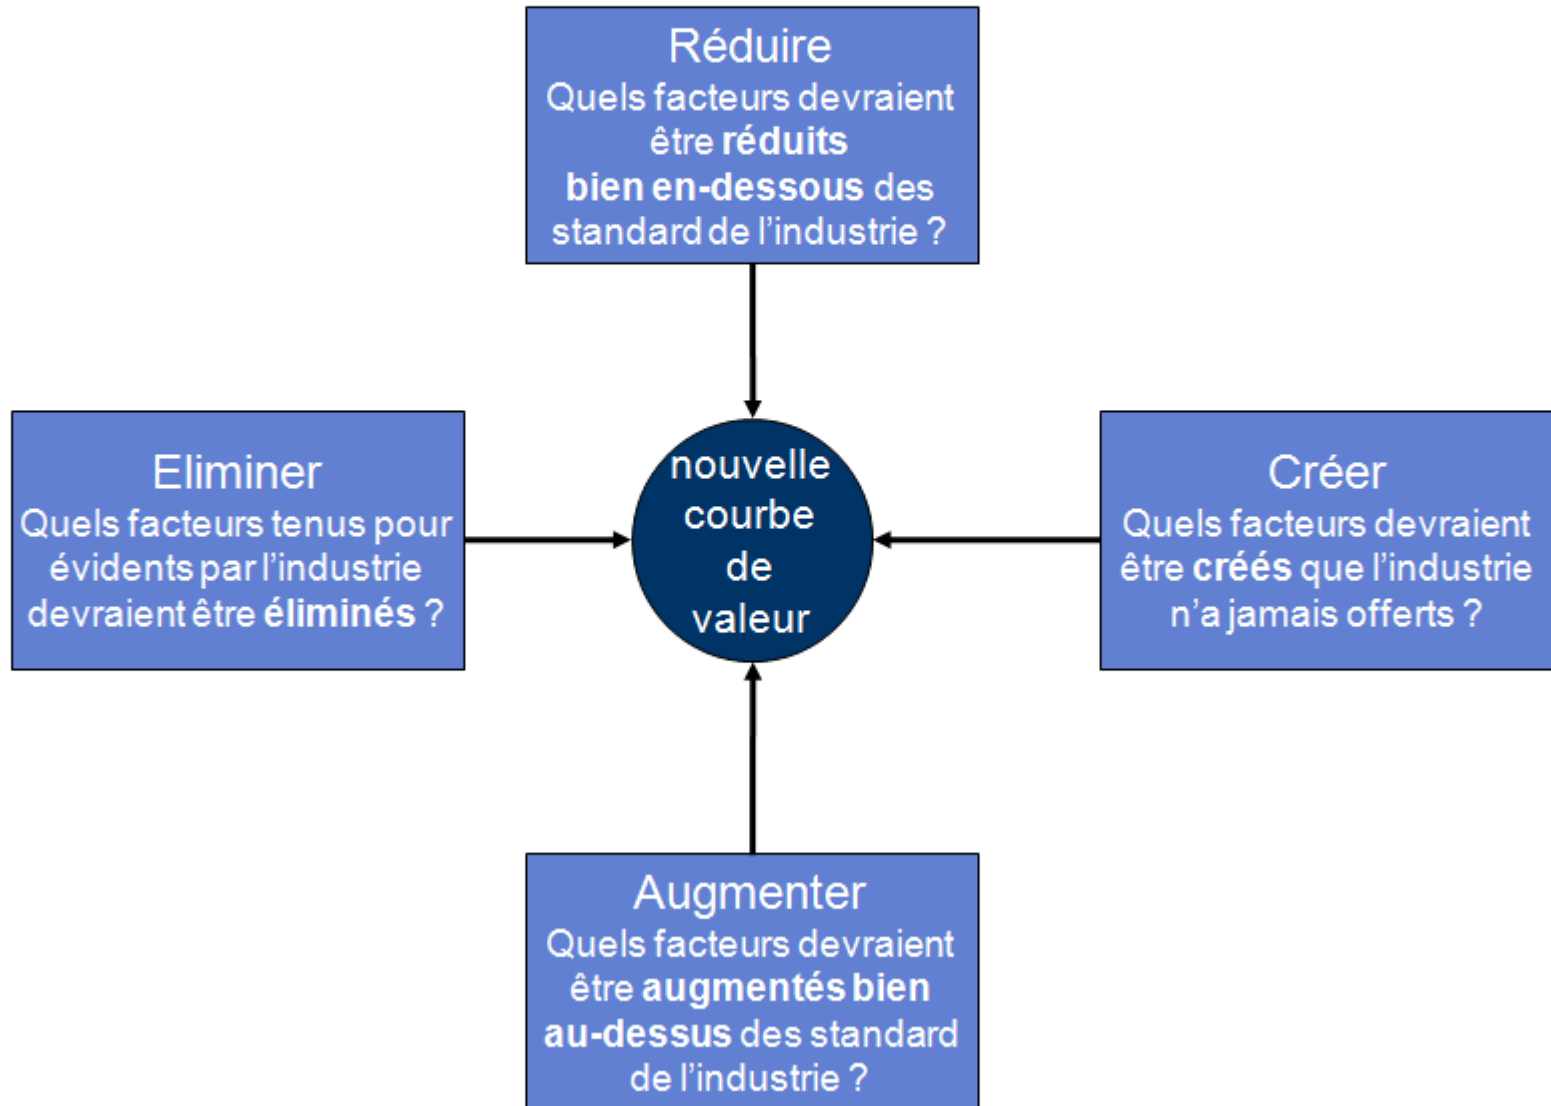 Réduire
Quels facteurs devraient
être réduits
bien en-dessous des
standard de l’industrie ?
Eliminer
Quels facteurs tenus pour
évidents par l’industrie
devraient être éliminés ?
nouvelle
courbe
de
valeur
Créer
Quels facteurs devraient
être créés que l’industrie
n’a jamais offerts ?
Augmenter
Quels facteurs devraient
être augmentés bien
au-dessus des standard
de l’industrie ?